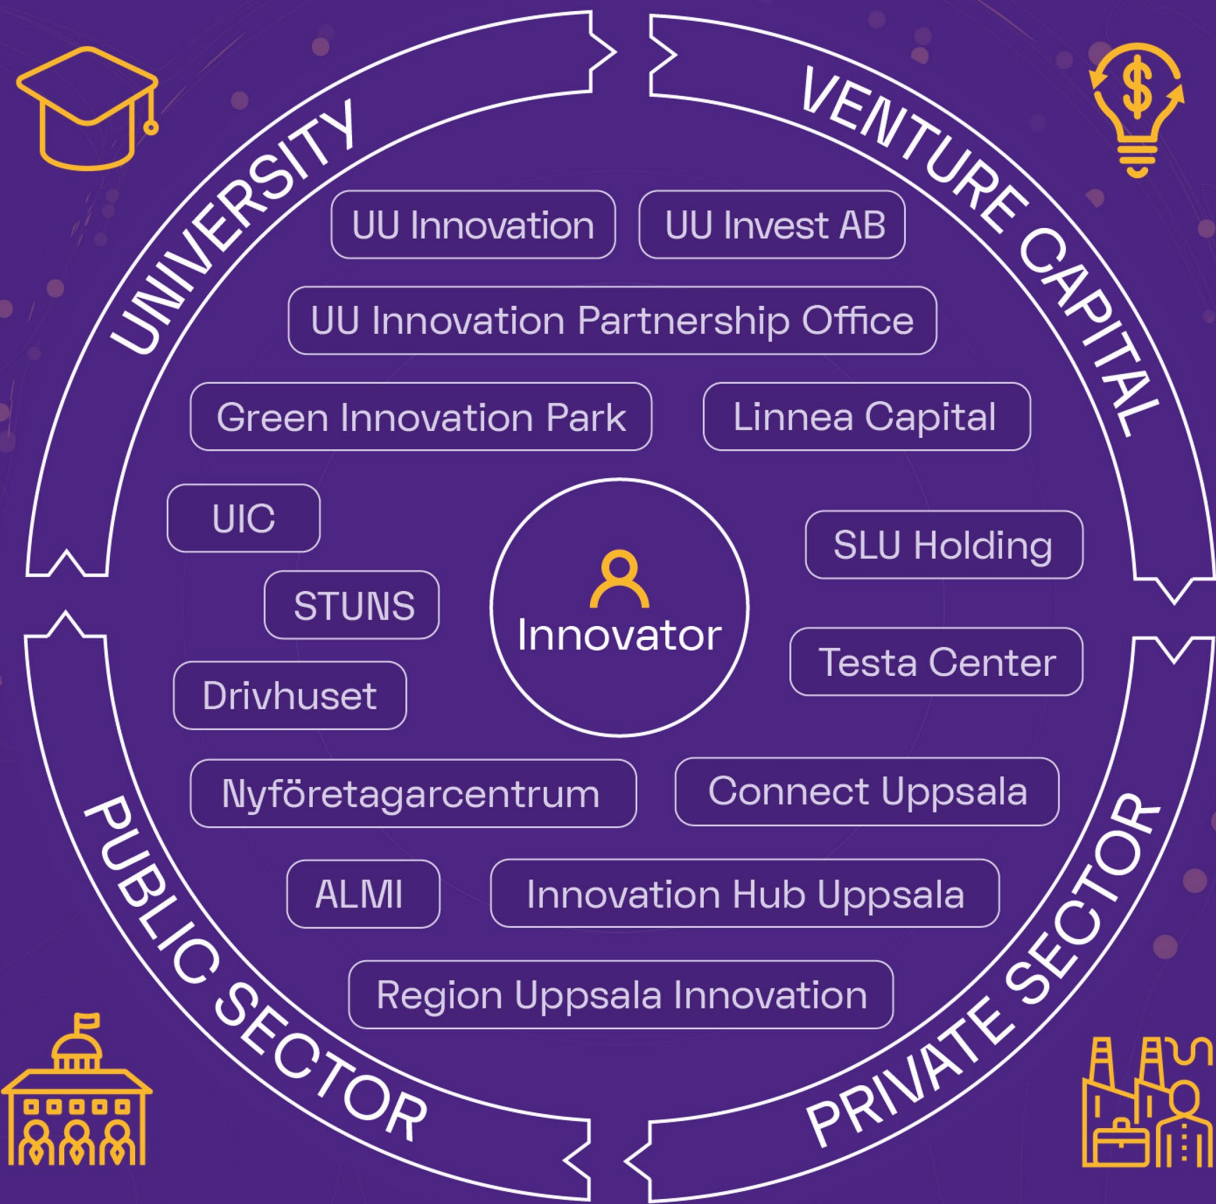 UNIVERSITY
VENTURE CAPITAL
UU Innovation
UU Invest AB
UU Innovation Partnership Office
Green Innovation Park
Linnea Capital
UIC
SLU Holding
STUNS
Innovator
Testa Center
Drivhuset
Nyföretagarcentrum
Connect Uppsala
ALMI
Innovation Hub Uppsala
Region Uppsala Innovation
PUBLIC SECTOR
PRIVATE SECTOR